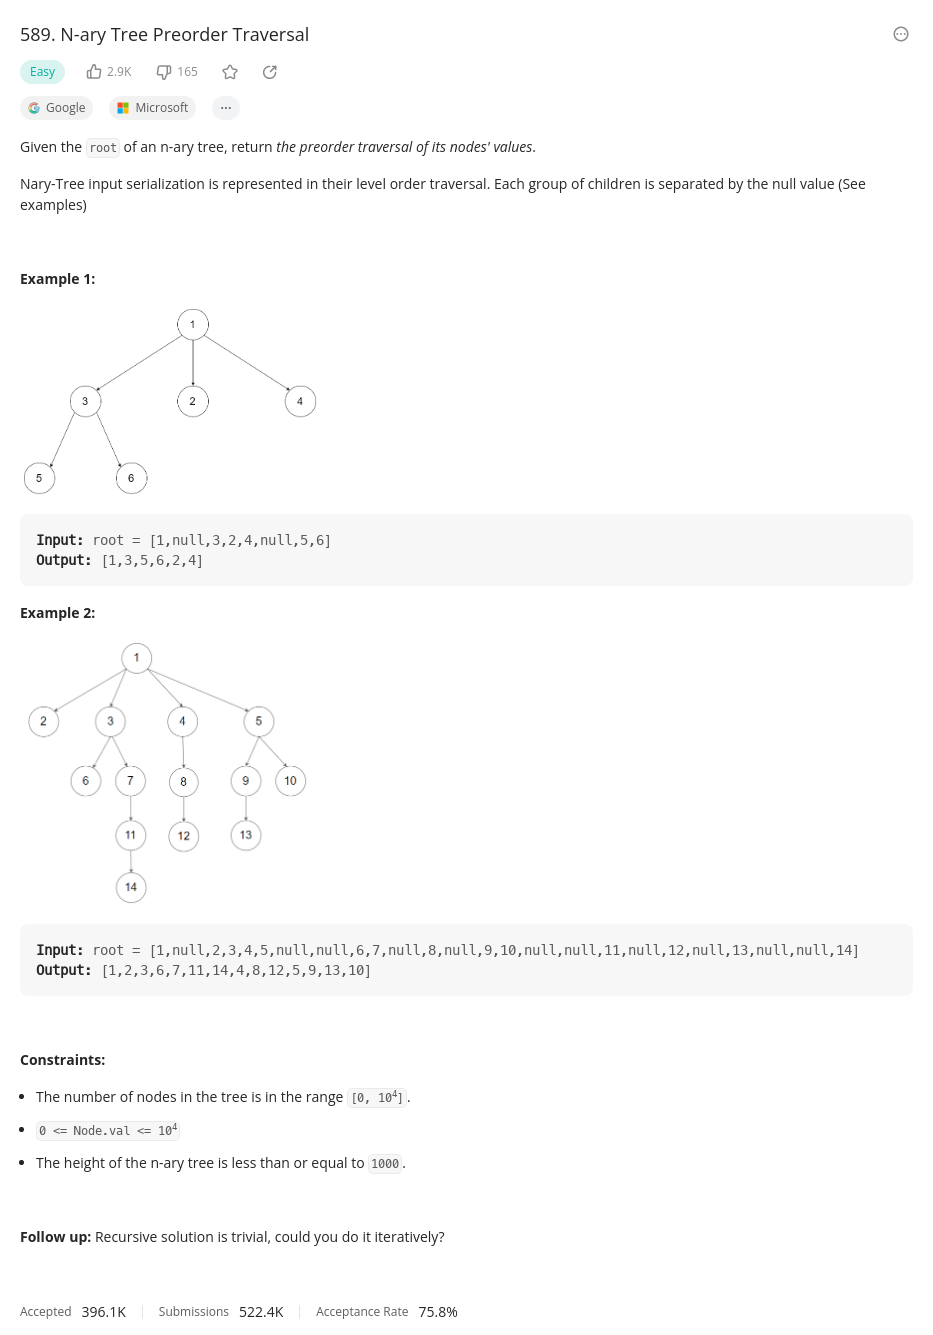 589. N-ary Tree Preorder Traversal
Easy 2.9K 165
Google Microsoft ...
Given the root of an n-ary tree, return the preorder traversal of its nodes' values.
Nary-Tree input serialization is represented in their level order traversal. Each group of children is separated by the null value (See
examples)
Example 1:
1
3 2 4
5 6
Input: root = [1,null,3,2,4,null,5,6]
Output: [1,3,5,6,2,4]
Example 2:
1
2 3 4 5
6 7 8 9 10
11 12 13
14
Input: root = [1,null,2,3,4,5,null,null,6,7,null,8,null,9,10,null,null,11,null,12,null,13,null,null,14]
Output: [1,2,3,6,7,11,14,4,8,12,5,9,13,10]
Constraints:
• The number of nodes in the tree is in the range [0, 10⁴].
• 0 <= Node.val <= 10⁴
• The height of the n-ary tree is less than or equal to 1000.
Follow up: Recursive solution is trivial, could you do it iteratively?
Accepted 396.1K Submissions 522.4K Acceptance Rate 75.8%